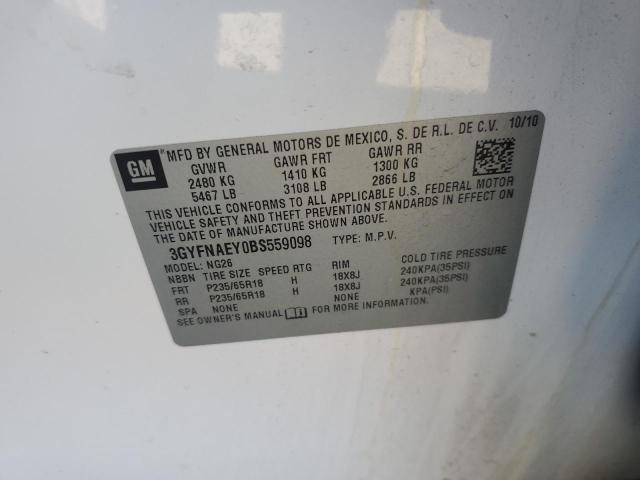 GM
MFD BY GENERAL MOTORS DE MEXICO, S. DE R.L. DE C.V. 10/10
GVWR GAWR FRT GAWR RR
2480 KG 1410 KG 1300 KG
5467 LB 3108 LB 2866 LB
THIS VEHICLE CONFORMS TO ALL APPLICABLE U.S. FEDERAL MOTOR
VEHICLE SAFETY AND THEFT PREVENTION STANDARDS IN EFFECT ON
THE DATE OF MANUFACTURE SHOWN ABOVE.
3GYFNAEY0BS559098 TYPE: M.P.V.
MODEL: NG26
NBBN TIRE SIZE SPEED RTG RIM COLD TIRE PRESSURE
FRT P235/65R18 H 18X8J 240KPA(35PSI)
RR P235/65R18 H 18X8J 240KPA(35PSI)
SPA NONE NONE KPA(PSI)
SEE OWNER'S MANUAL FOR MORE INFORMATION.